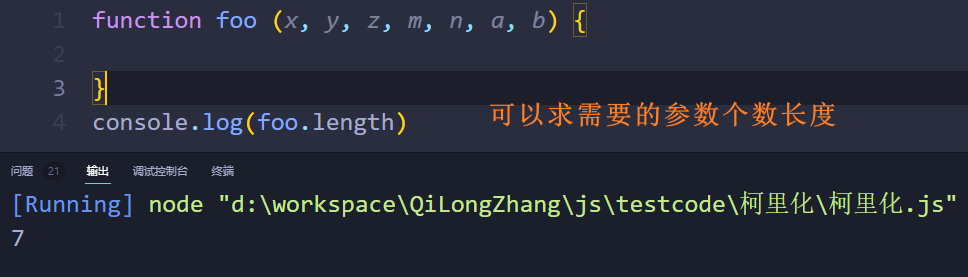 1 function foo (x, y, z, m, n, a, b) {
2
3 }
4 console.log(foo.length)
可以求需要的参数个数长度
问题 21 输出 调试控制台 终端
[Running] node "d:\workspace\QiLongZhang\js\testcode\柯里化\柯里化.js"
7